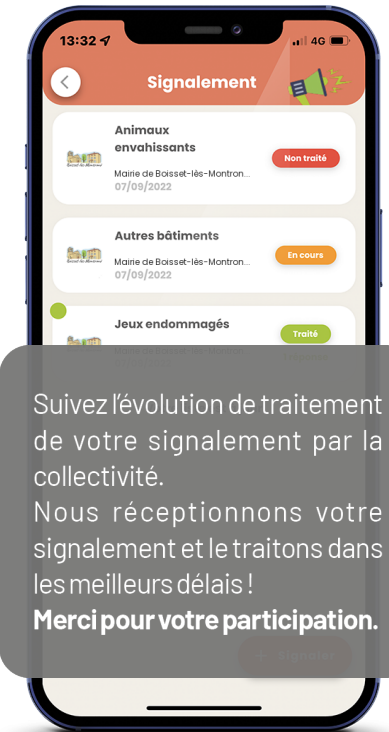 13:32
4G
Signalement
Animaux
envahissants
Non traité
Mairie de Boisset-lès-Montron...
07/09/2022
Autres bâtiments
En cours
Mairie de Boisset-lès-Montron...
07/09/2022
Jeux endommagés
Traité
Suivez l'évolution de traitement
de votre signalement par la
collectivité.
Nous réceptionnons votre
signalement et le traitons dans
les meilleurs délais !
Merci pour votre participation.
+ Signaler